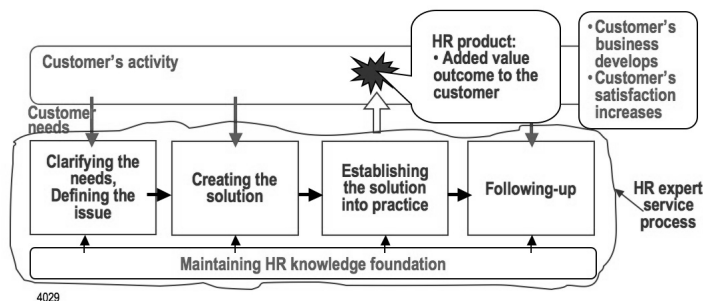 Customer's activity
HR product:
• Added value
outcome to the
customer
• Customer's
business
develops
• Customer's
satisfaction
increases
Customer
needs
Clarifying the
needs,
Defining the
issue
Creating the
solution
Establishing
the solution
into practice
Following-up
HR expert
service
process
Maintaining HR knowledge foundation
4029